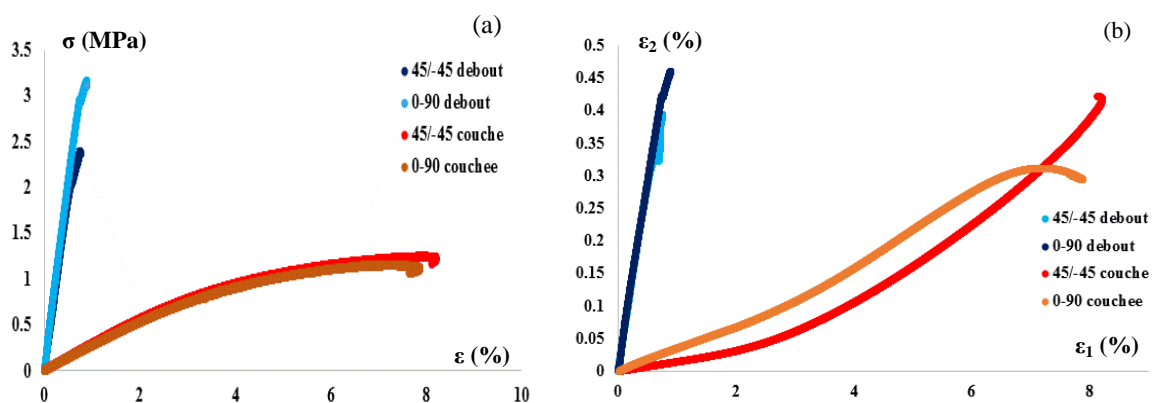 (a)
σ (MPa)
3.5
3
2.5
2
1.5
1
0.5
0
0
2
4
6
8
10
ε (%)
45/-45 debout
0-90 debout
45/-45 couche
0-90 couchee
(b)
ε2 (%)
0.5
0.45
0.4
0.35
0.3
0.25
0.2
0.15
0.1
0.05
0
0
2
4
6
8
ε1 (%)
45/-45 debout
0-90 debout
45/-45 couche
0-90 couchee